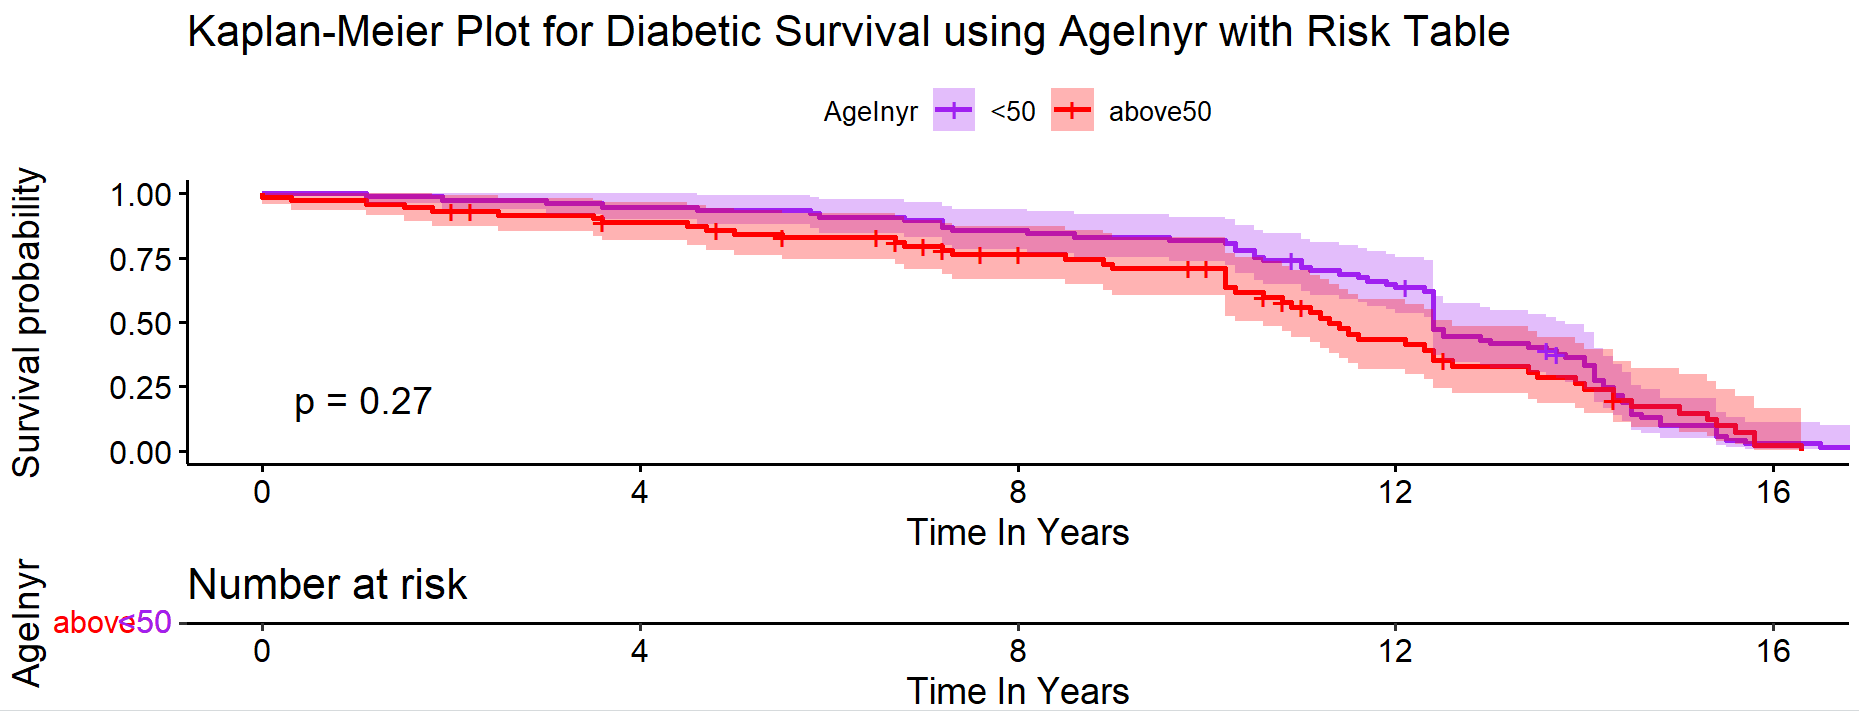 Kaplan-Meier Plot for Diabetic Survival using AgeInyr with Risk Table
AgeInyr <50 above50
Survival probability
1.00
0.75
0.50
0.25
0.00
p = 0.27
0 4 8 12 16
Time In Years
Number at risk
AgeInyr
above
<50
0 4 8 12 16
Time In Years